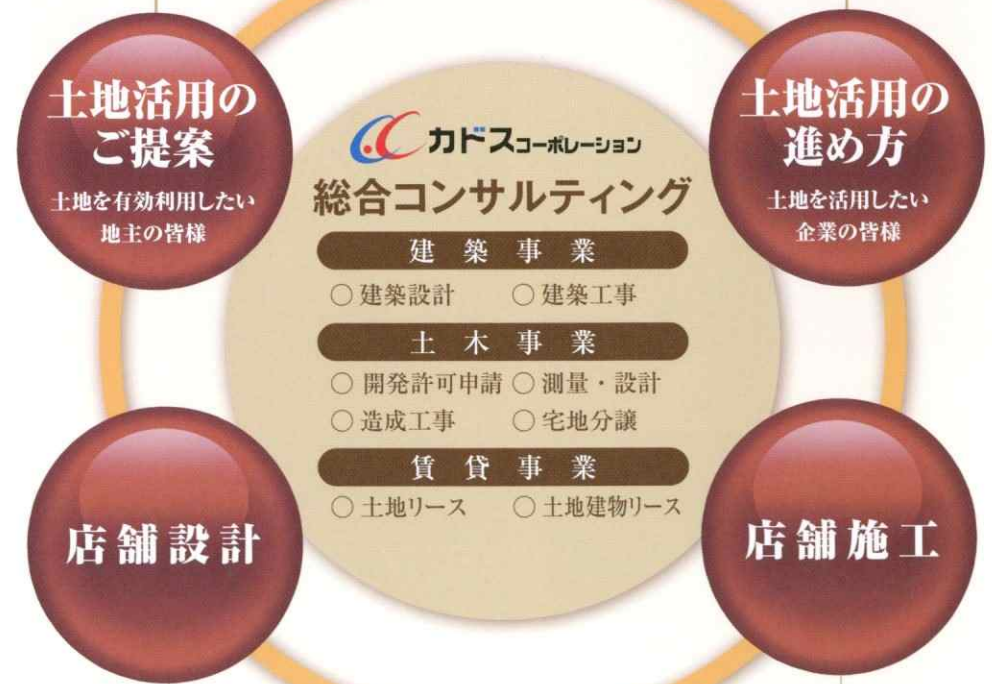 土地活用の
ご提案
土地を有効利用したい
地主の皆様
土地活用の
進め方
土地を活用したい
企業の皆様
カドスコーポレーション
総合コンサルティング
建築事業
○建築設計 ○建築工事
土木事業
○開発許可申請 ○測量・設計
○造成工事 ○宅地分譲
賃貸事業
○土地リース ○土地建物リース
店舗設計
店舗施工